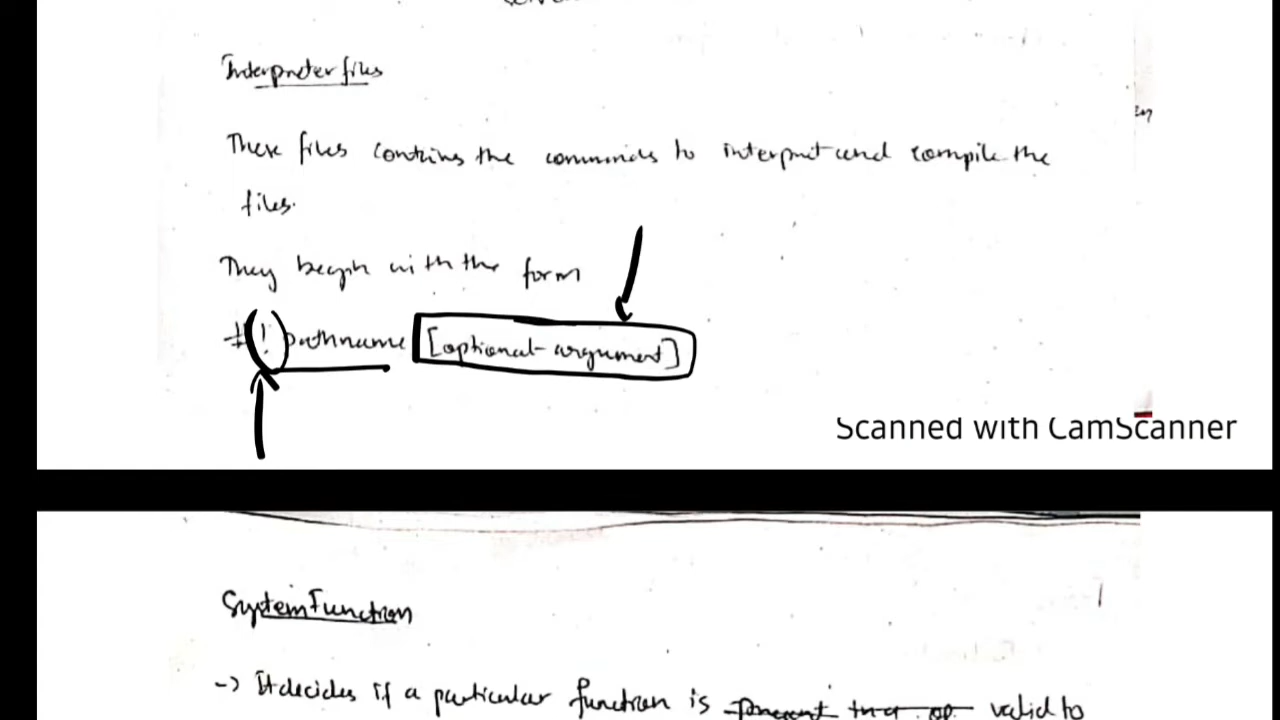 Interpreter files
These files contains the commands to interpret and compile the
files.
They begin with the form
#! pathname [optional-argument]
Scanned with CamScanner
System Function
-> It decides if a particular function is valid to